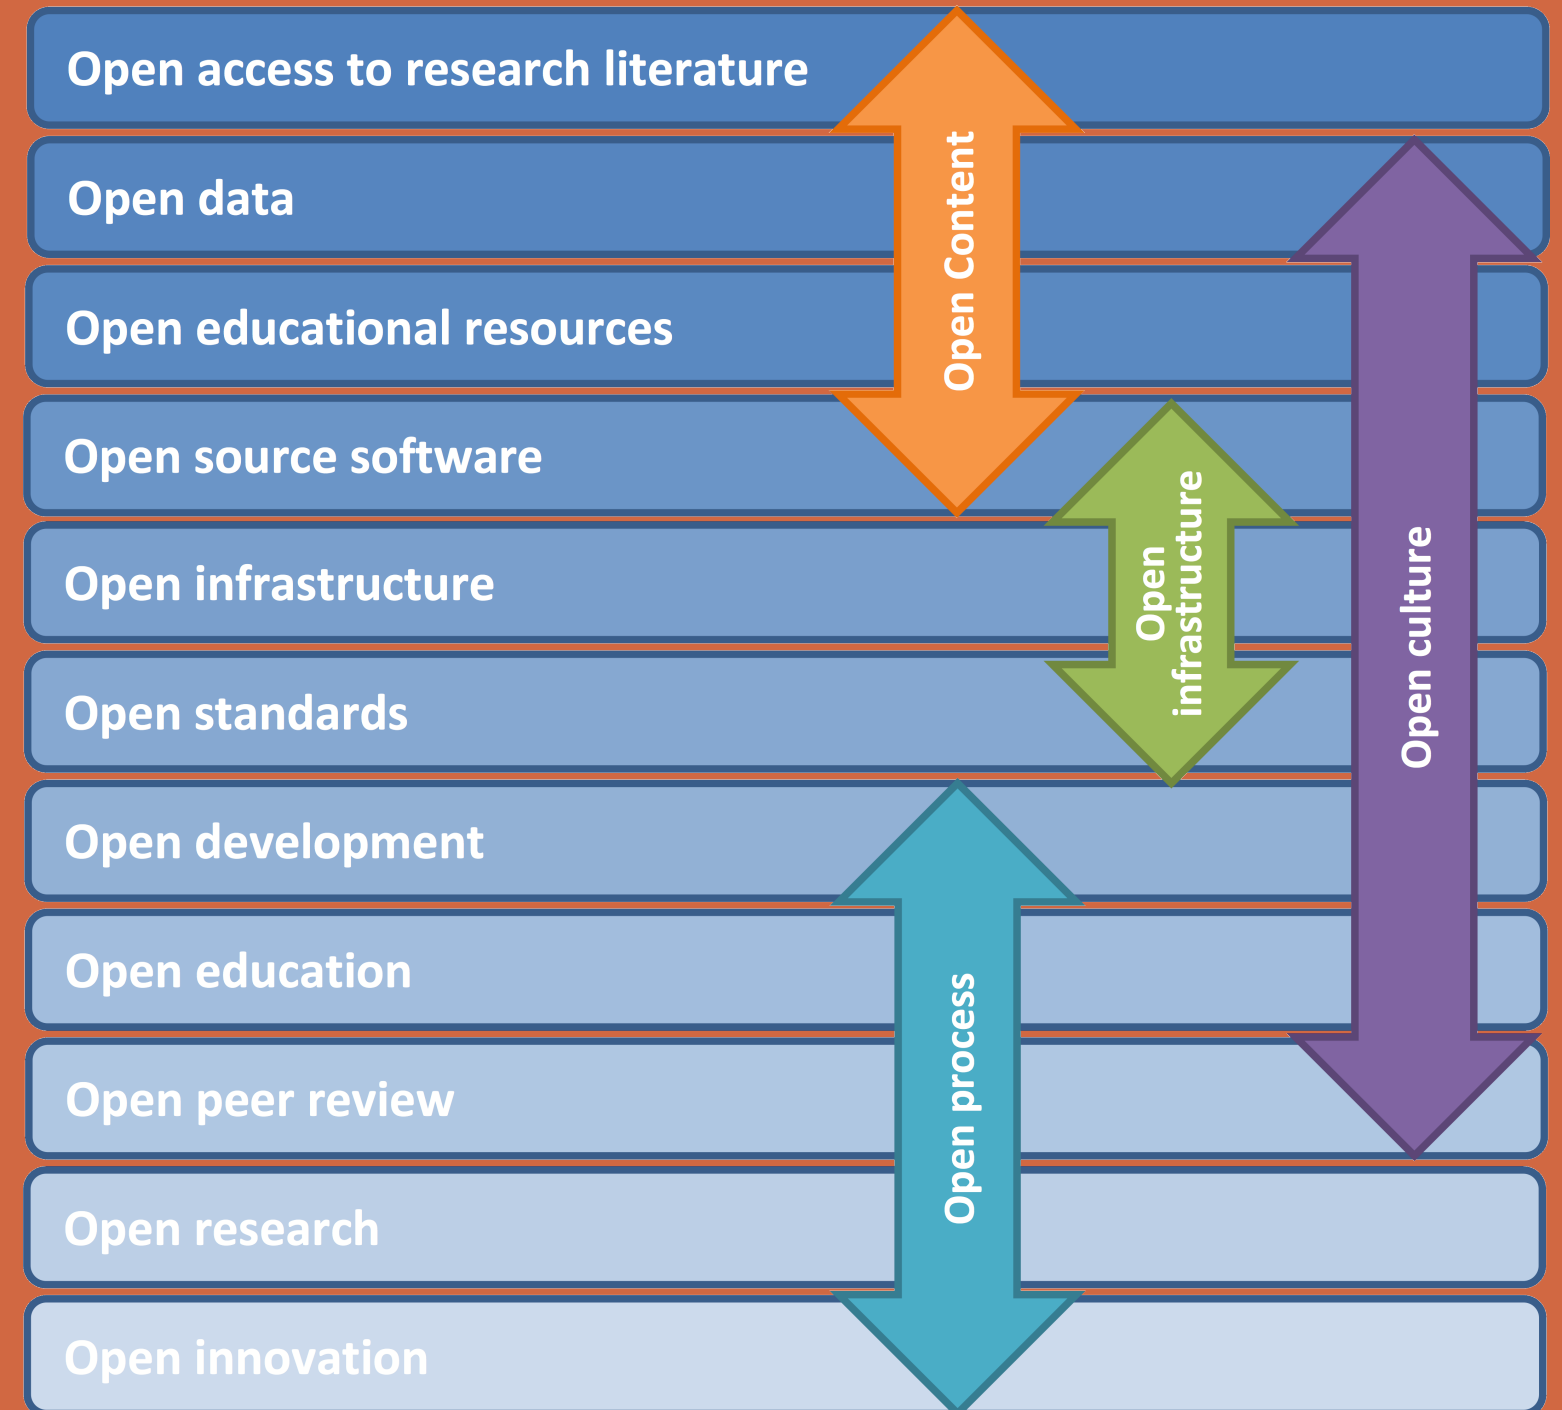 Open access to research literature
Open data
Open educational resources
Open source software
Open infrastructure
Open standards
Open development
Open education
Open peer review
Open research
Open innovation
Open Content
Open
infrastructure
Open culture
Open process